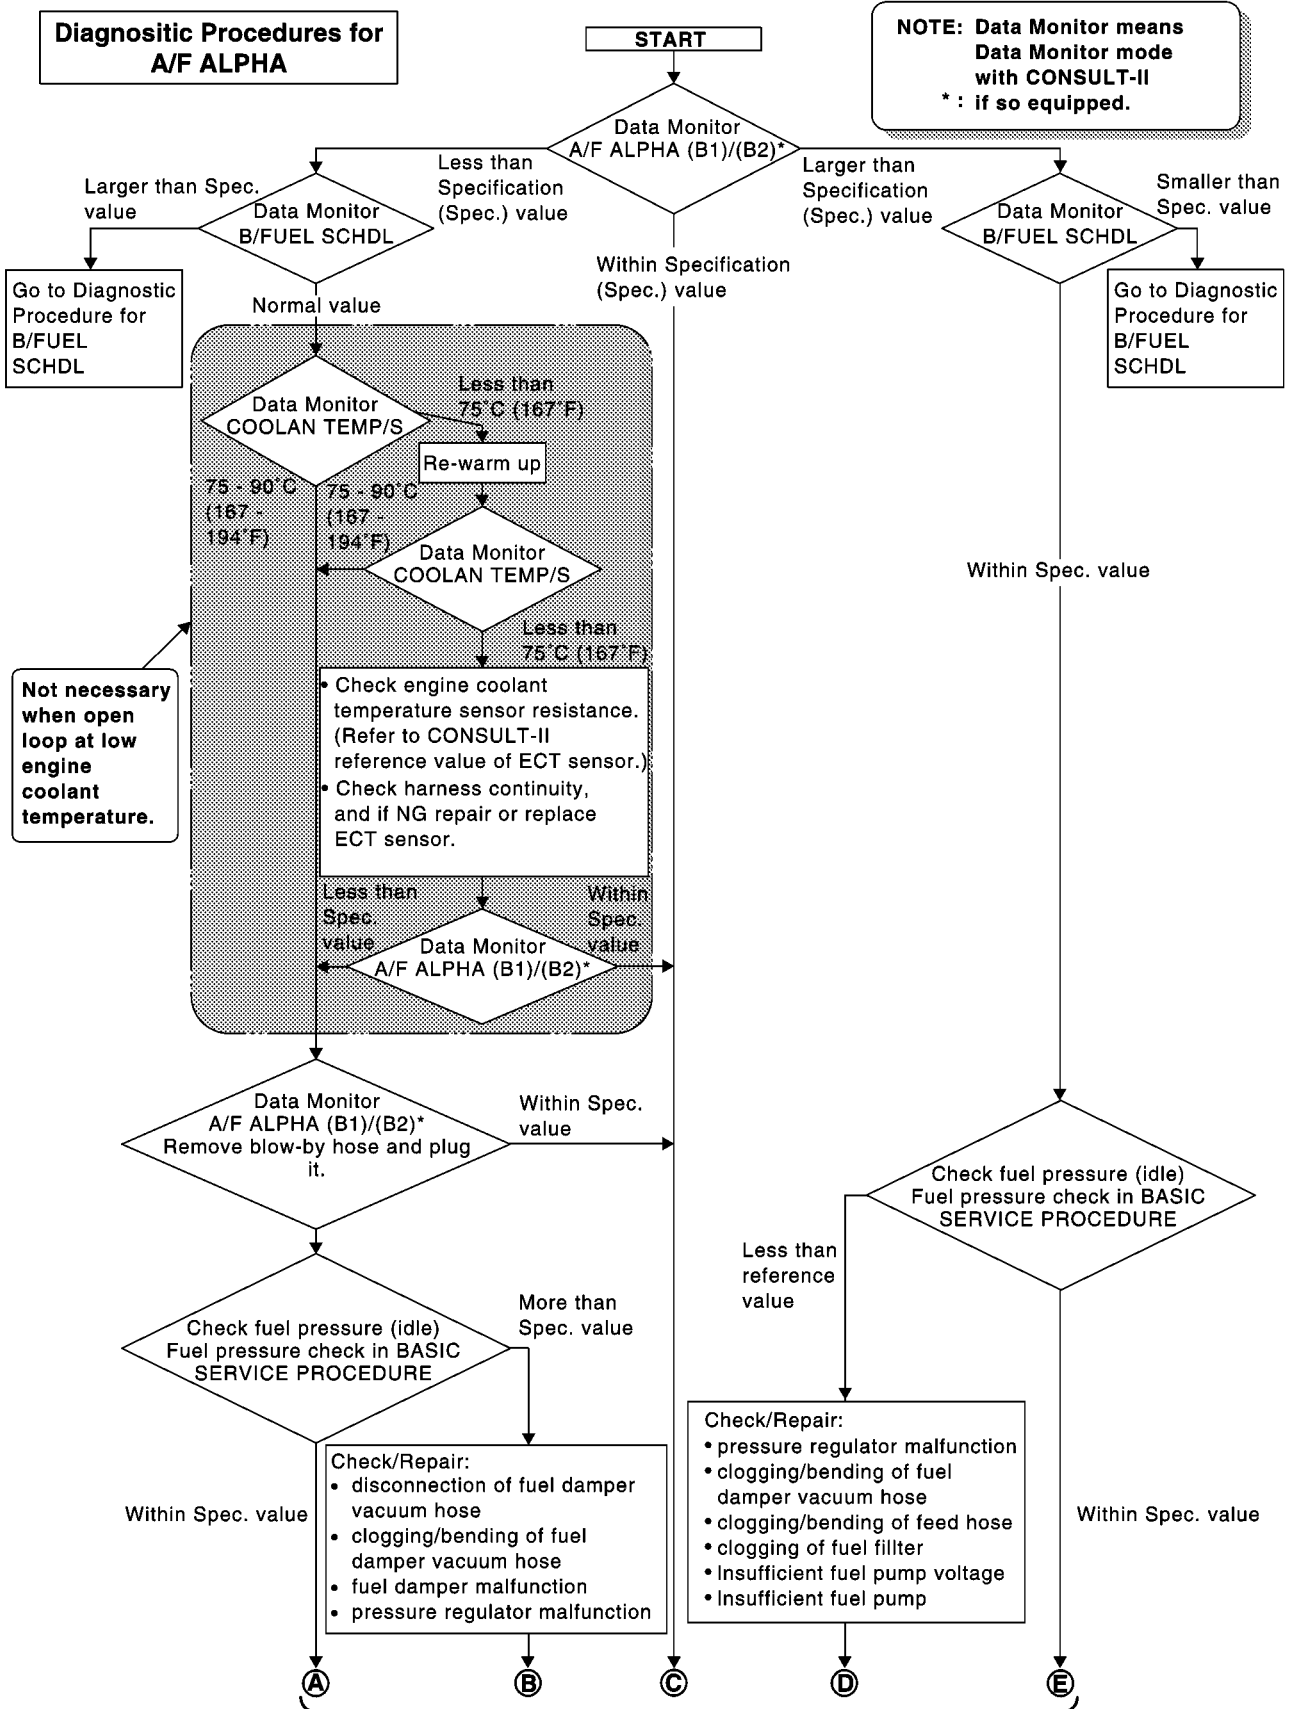 Diagnositic Procedures for
A/F ALPHA
START
NOTE: Data Monitor means
Data Monitor mode
with CONSULT-II
* : if so equipped.
Data Monitor
A/F ALPHA (B1)/(B2)*
Less than
Specification
(Spec.) value
Larger than
Specification
(Spec.) value
Larger than Spec.
value
Data Monitor
B/FUEL SCHDL
Data Monitor
B/FUEL SCHDL
Smaller than
Spec. value
Within Specification
(Spec.) value
Go to Diagnostic
Procedure for
B/FUEL
SCHDL
Normal value
Go to Diagnostic
Procedure for
B/FUEL
SCHDL
Data Monitor
COOLAN TEMP/S
Less than
75˚C (167˚F)
Re-warm up
75 - 90˚C
(167 -
194˚F)
75 - 90˚C
(167 -
194˚F)
Data Monitor
COOLAN TEMP/S
Within Spec. value
Less than
75˚C (167˚F)
Not necessary
when open
loop at low
engine
coolant
temperature.
• Check engine coolant
temperature sensor resistance.
(Refer to CONSULT-II
reference value of ECT sensor.)
• Check harness continuity,
and if NG repair or replace
ECT sensor.
Less than
Spec.
value
Within
Spec.
value
Data Monitor
A/F ALPHA (B1)/(B2)*
Data Monitor
A/F ALPHA (B1)/(B2)*
Remove blow-by hose and plug
it.
Within Spec.
value
Check fuel pressure (idle)
Fuel pressure check in BASIC
SERVICE PROCEDURE
Less than
reference
value
Check fuel pressure (idle)
Fuel pressure check in BASIC
SERVICE PROCEDURE
More than
Spec. value
Within Spec. value
Check/Repair:
• disconnection of fuel damper
vacuum hose
• clogging/bending of fuel
damper vacuum hose
• fuel damper malfunction
• pressure regulator malfunction
Check/Repair:
• pressure regulator malfunction
• clogging/bending of fuel
damper vacuum hose
• clogging/bending of feed hose
• clogging of fuel fillter
• Insufficient fuel pump voltage
• Insufficient fuel pump
Within Spec. value
A B C D E